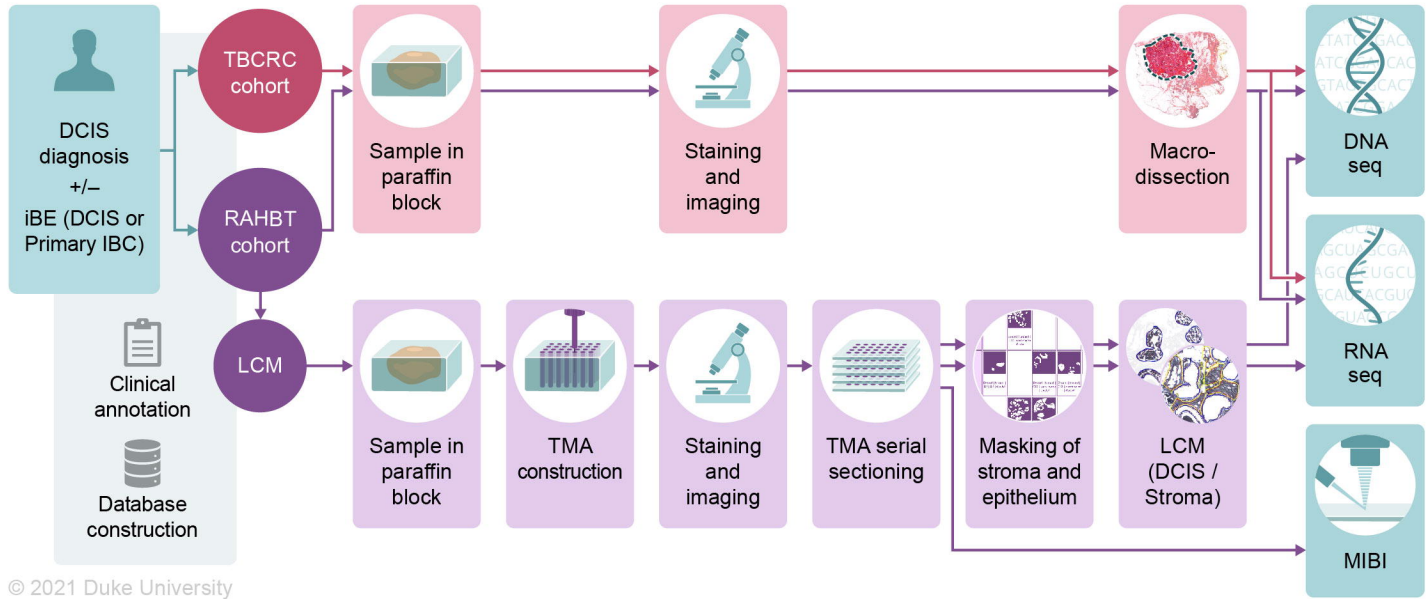 DCIS
diagnosis
+/–
iBE (DCIS or
Primary IBC)
TBCRC
cohort
RAHBT
cohort
LCM
Clinical
annotation
Database
construction
Sample in
paraffin
block
Staining
and
imaging
Macro-
dissection
DNA
seq
RNA
seq
Sample in
paraffin
block
TMA
construction
Staining
and
imaging
TMA serial
sectioning
Masking of
stroma and
epithelium
LCM
(DCIS /
Stroma)
MIBI
© 2021 Duke University